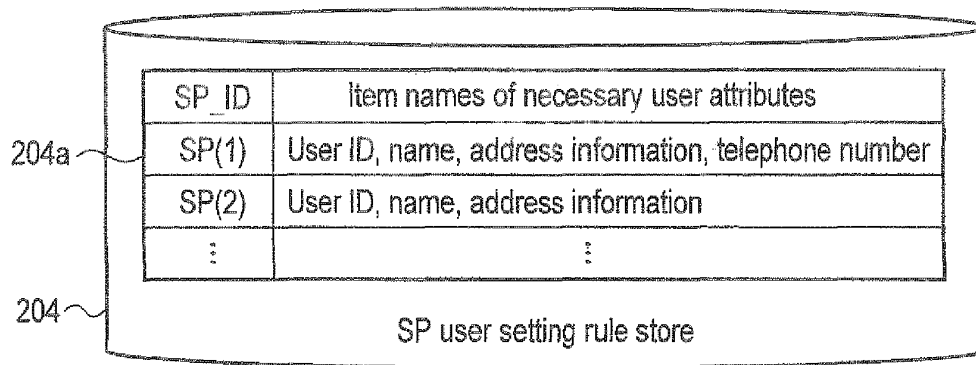 SP_ID Item names of necessary user attributes
204a SP(1) User ID, name, address information, telephone number
SP(2) User ID, name, address information
⋮ ⋮
204
SP user setting rule store